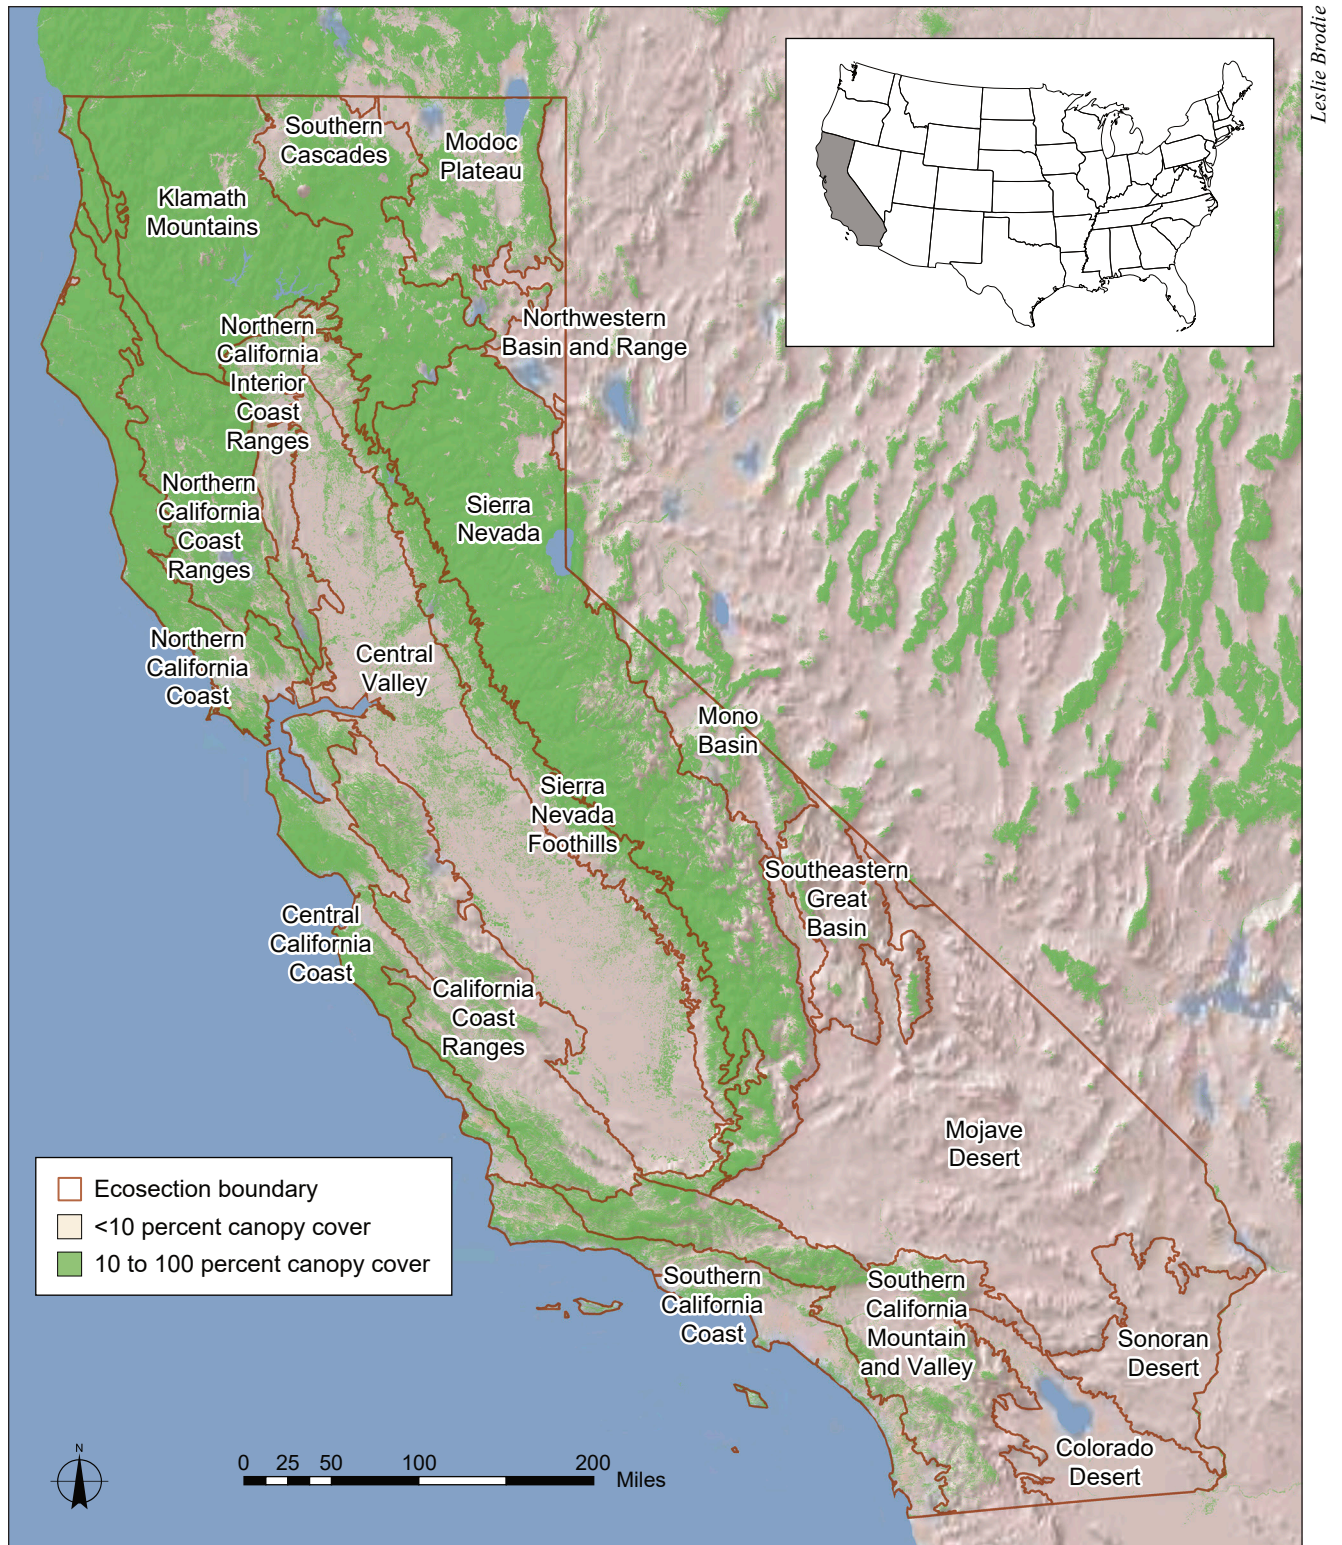 Leslie Brodie
Southern
Cascades
Modoc
Plateau
Klamath
Mountains
Northwestern
Basin and Range
Northern
California
Interior
Coast
Ranges
Northern
California
Coast
Ranges
Sierra
Nevada
Northern
California
Coast
Central
Valley
Mono
Basin
Sierra
Nevada
Foothills
Southeastern
Great
Basin
Central
California
Coast
California
Coast
Ranges
Mojave
Desert
Ecosection boundary
<10 percent canopy cover
10 to 100 percent canopy cover
Southern
California
Coast
Southern
California
Mountain
and Valley
Sonoran
Desert
Colorado
Desert
N
0 25 50 100 200
Miles